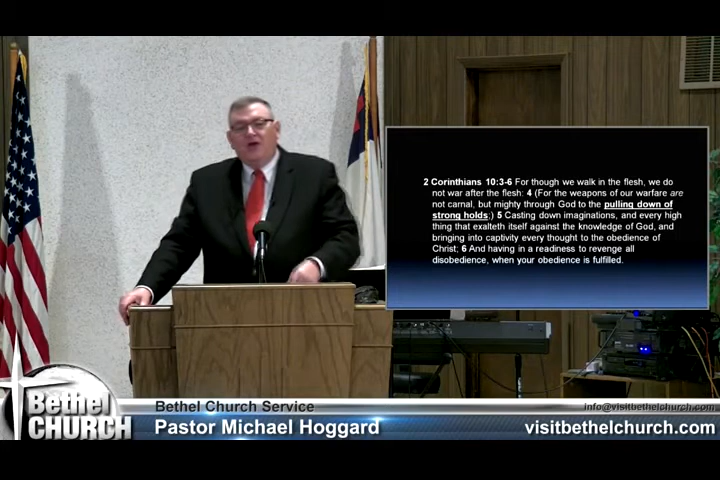 2 Corinthians 10:3-6 For though we walk in the flesh, we do
not war after the flesh: 4 (For the weapons of our warfare are
not carnal, but mighty through God to the pulling down of
strong holds;) 5 Casting down imaginations, and every high
thing that exalteth itself against the knowledge of God, and
bringing into captivity every thought to the obedience of
Christ; 6 And having in a readiness to revenge all
disobedience, when your obedience is fulfilled.
Bethel
CHURCH
Bethel Church Service
info@visitbethelchurch.com
Pastor Michael Hoggard
visitbethelchurch.com